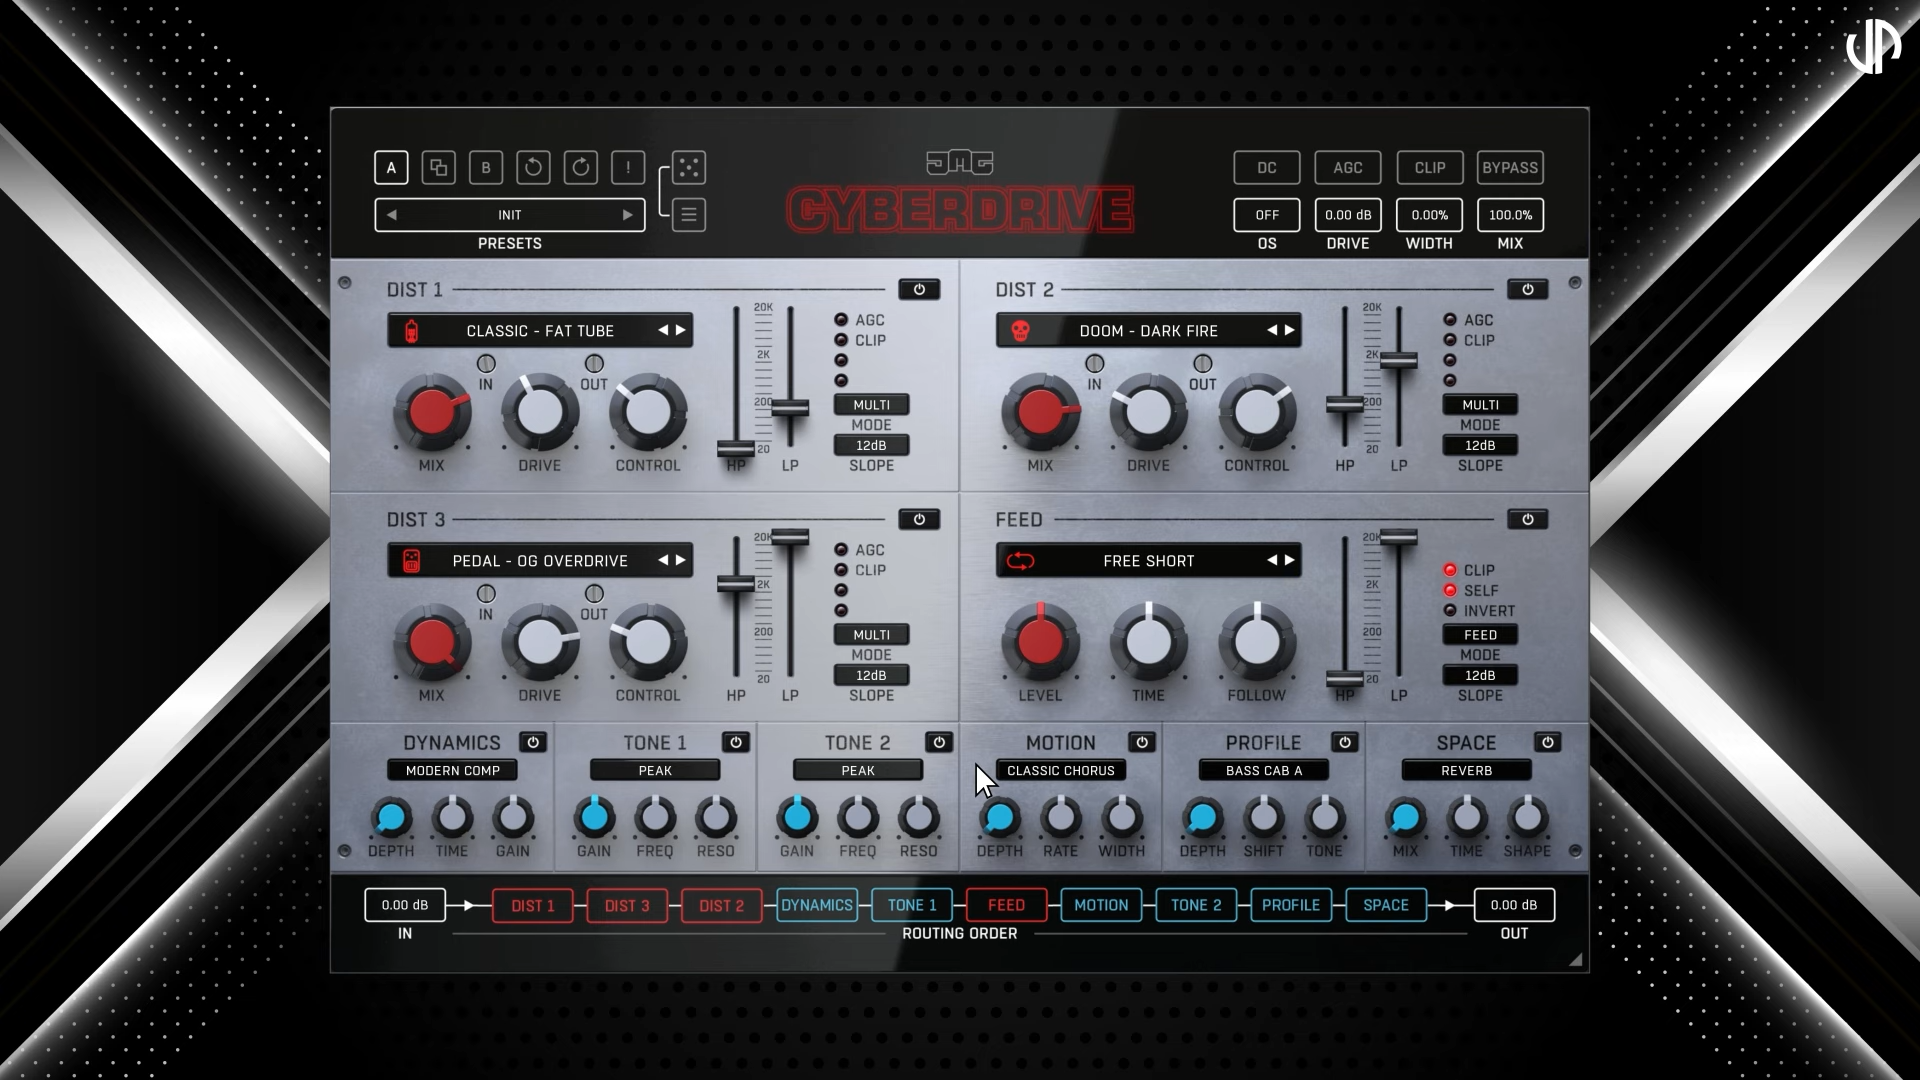 A B !
INIT
PRESETS
CYBERDRIVE
DC AGC CLIP BYPASS
OFF 0.00 dB 0.00% 100.0%
OS DRIVE WIDTH MIX
DIST 1
CLASSIC - FAT TUBE
IN OUT
MIX DRIVE CONTROL
20K
2K
200
20
HP LP
AGC
CLIP
MULTI
MODE
12dB
SLOPE
DIST 2
DOOM - DARK FIRE
IN OUT
MIX DRIVE CONTROL
20K
2K
200
20
HP LP
AGC
CLIP
MULTI
MODE
12dB
SLOPE
DIST 3
PEDAL - OG OVERDRIVE
IN OUT
MIX DRIVE CONTROL
20K
2K
200
20
HP LP
AGC
CLIP
MULTI
MODE
12dB
SLOPE
FEED
FREE SHORT
LEVEL TIME FOLLOW
20K
2K
200
20
HP LP
CLIP
SELF
INVERT
FEED
MODE
12dB
SLOPE
DYNAMICS
MODERN COMP
DEPTH TIME GAIN
TONE 1
PEAK
GAIN FREQ RESO
TONE 2
PEAK
GAIN FREQ RESO
MOTION
CLASSIC CHORUS
DEPTH RATE WIDTH
PROFILE
BASS CAB A
DEPTH SHIFT TONE
SPACE
REVERB
MIX TIME SHAPE
0.00 dB DIST 1 DIST 3 DIST 2 DYNAMICS TONE 1 FEED MOTION TONE 2 PROFILE SPACE 0.00 dB
IN ROUTING ORDER OUT